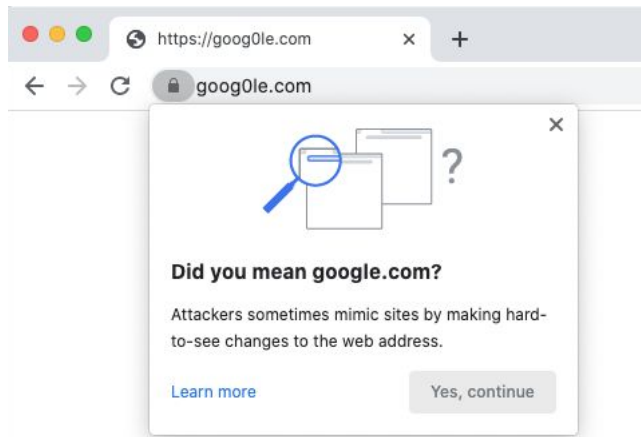 https://goog0le.com
goog0le.com
?
Did you mean google.com?
Attackers sometimes mimic sites by making hard-
to-see changes to the web address.
Learn more Yes, continue